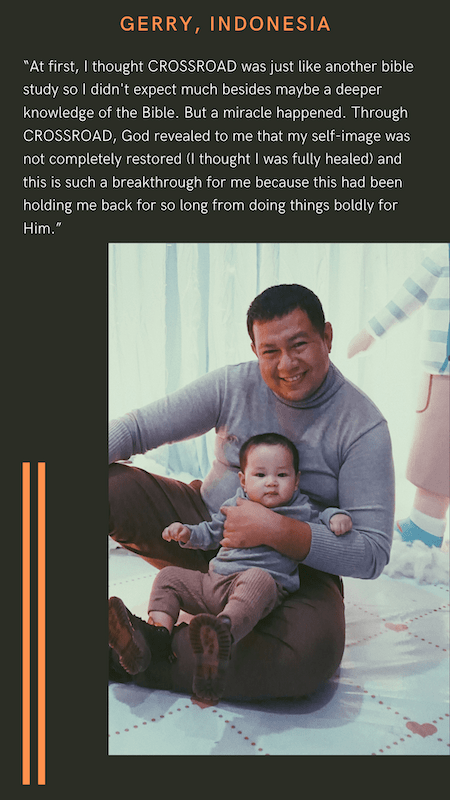 GERRY, INDONESIA
“At first, I thought CROSSROAD was just like another bible
study so I didn't expect much besides maybe a deeper
knowledge of the Bible. But a miracle happened. Through
CROSSROAD, God revealed to me that my self-image was
not completely restored (I thought I was fully healed) and
this is such a breakthrough for me because this had been
holding me back for so long from doing things boldly for
Him.”